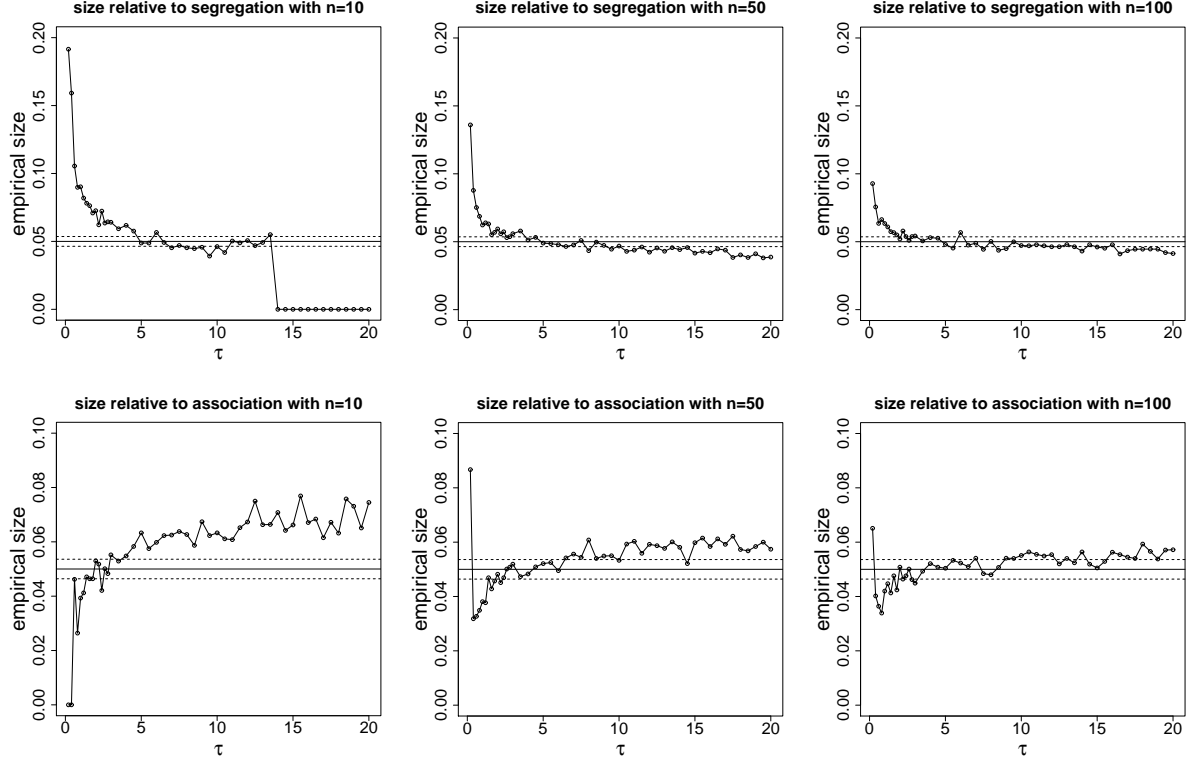 size relative to segregation with n=10
empirical size
0.00 0.05 0.10 0.15 0.20
0 5 10 15 20
τ
size relative to segregation with n=50
empirical size
0.00 0.05 0.10 0.15 0.20
0 5 10 15 20
τ
size relative to segregation with n=100
empirical size
0.00 0.05 0.10 0.15 0.20
0 5 10 15 20
τ
size relative to association with n=10
empirical size
0.00 0.02 0.04 0.06 0.08 0.10
0 5 10 15 20
τ
size relative to association with n=50
empirical size
0.00 0.02 0.04 0.06 0.08 0.10
0 5 10 15 20
τ
size relative to association with n=100
empirical size
0.00 0.02 0.04 0.06 0.08 0.10
0 5 10 15 20
τ